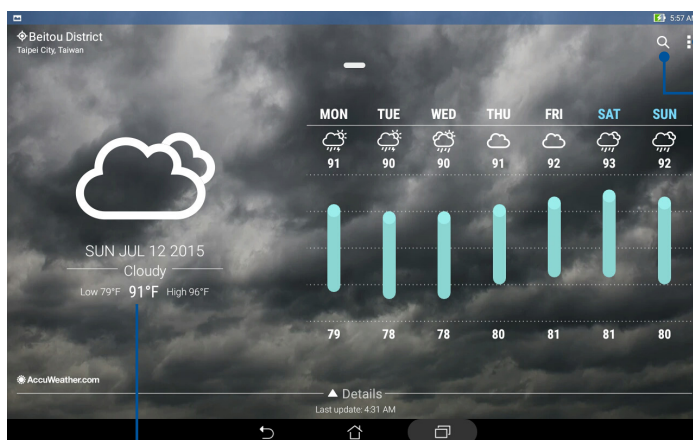 5:57 AM
Beitou District
Taipei City, Taiwan
MON TUE WED THU FRI SAT SUN
91 90 90 91 92 93 92
SUN JUL 12 2015
Cloudy
Low 79°F 91°F High 96°F
79 78 78 80 81 81 80
AccuWeather.com
Details
Last update: 4:31 AM